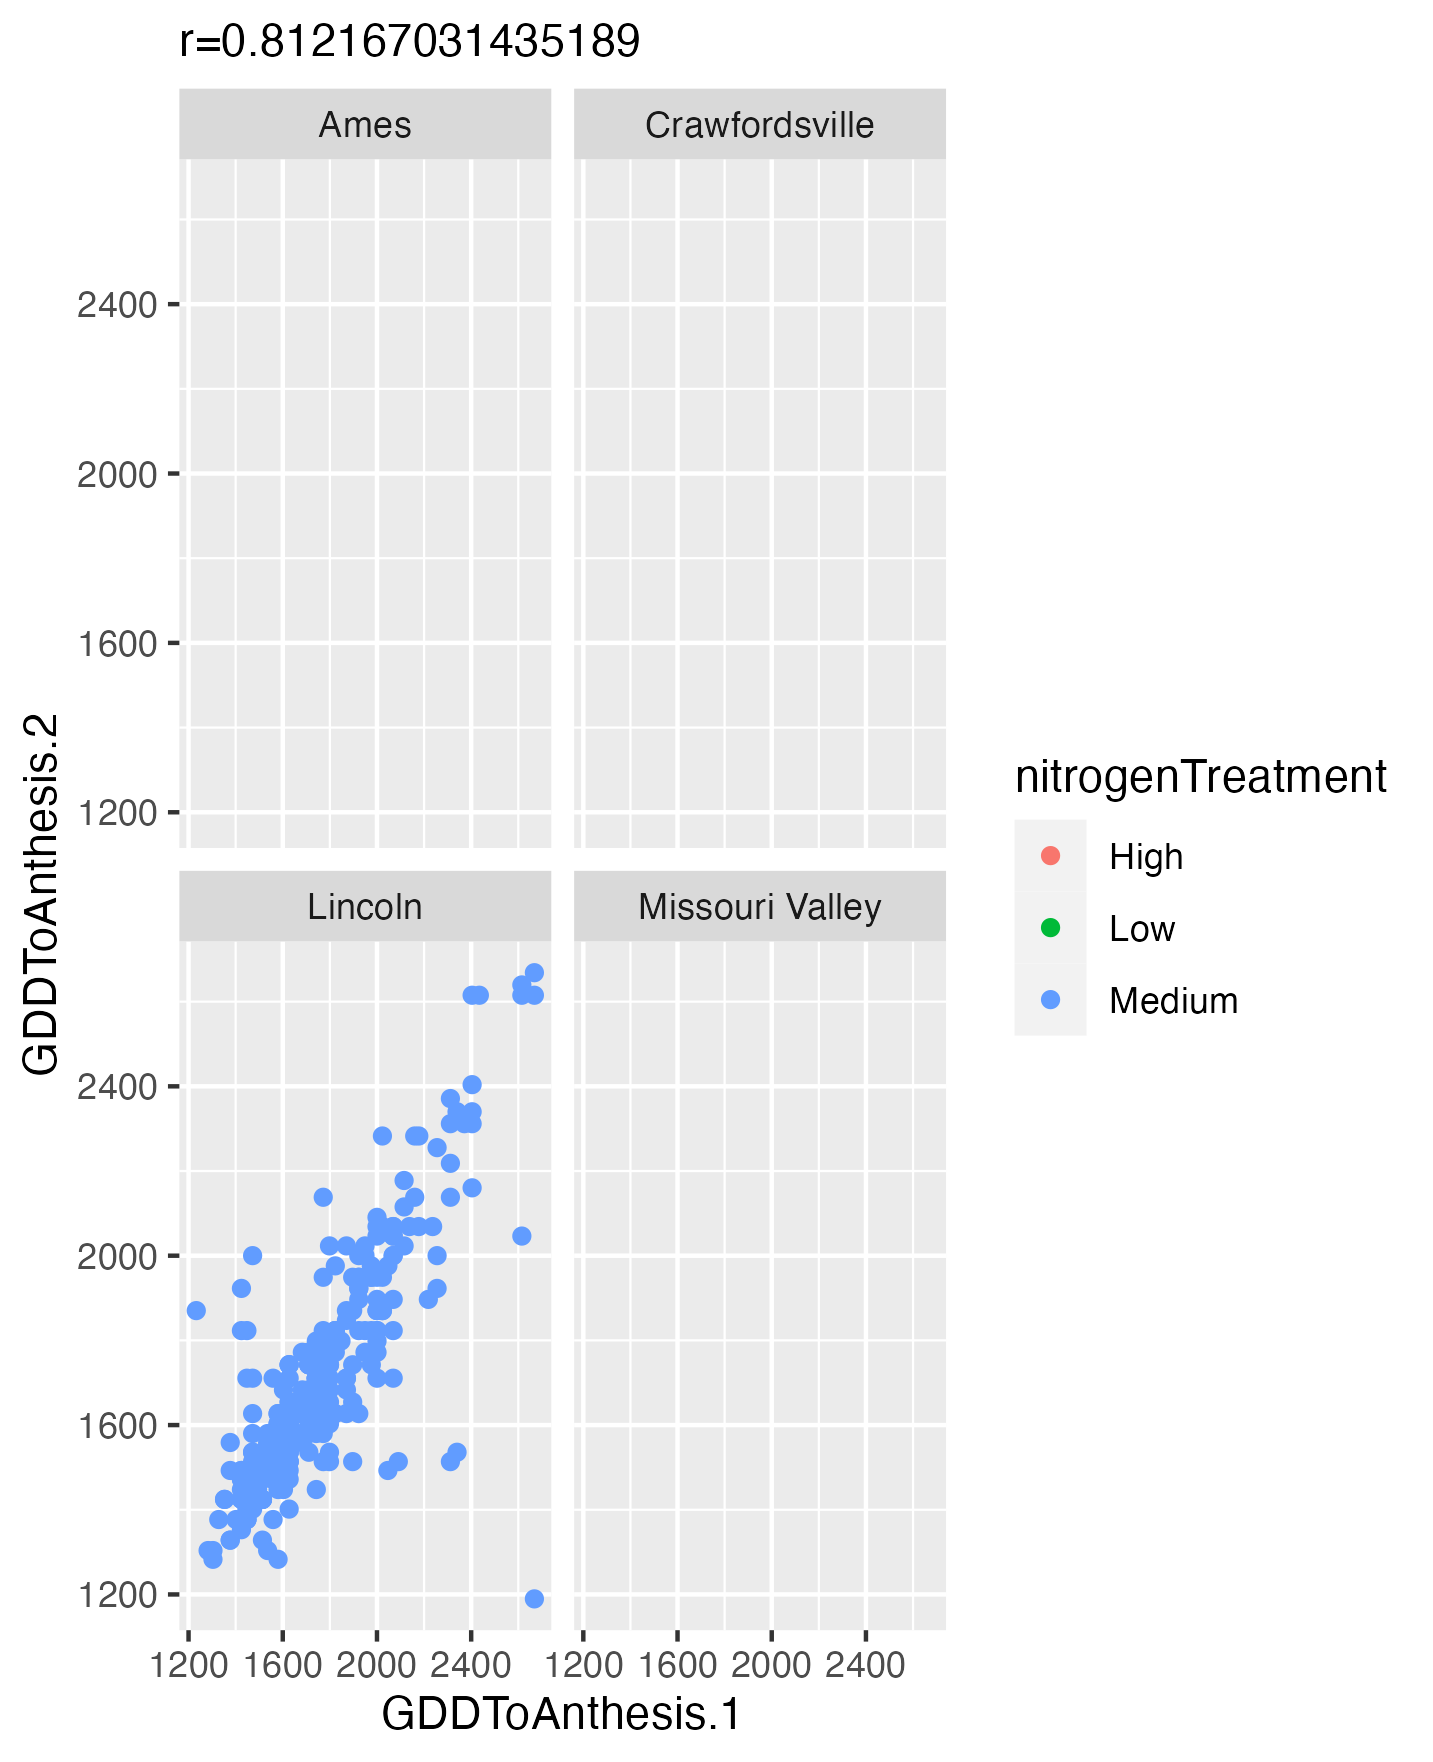 r=0.812167031435189
Ames
Crawfordsville
2400
2000
1600
1200
Lincoln
Missouri Valley
2400
2000
1600
1200
1200 1600 2000 2400 1200 1600 2000 2400
GDDToAnthesis.1
GDDToAnthesis.2
nitrogenTreatment
High
Low
Medium